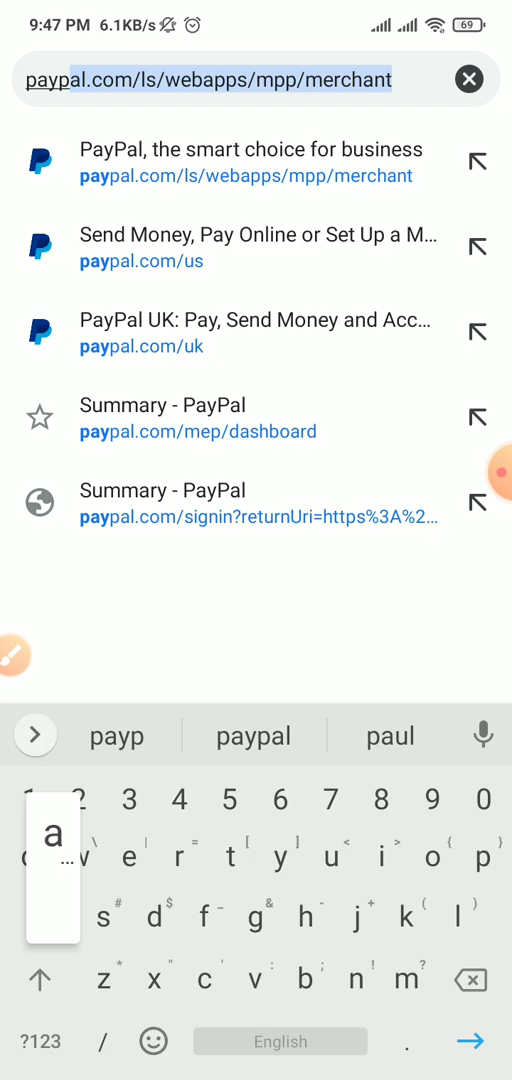 9:47 PM 6.1KB/s 69
paypal.com/ls/webapps/mpp/merchant
PayPal, the smart choice for business
paypal.com/ls/webapps/mpp/merchant
Send Money, Pay Online or Set Up a M...
paypal.com/us
PayPal UK: Pay, Send Money and Acc...
paypal.com/uk
Summary - PayPal
paypal.com/mep/dashboard
Summary - PayPal
paypal.com/signin?returnUri=https%3A%2...
payp paypal paul
2 3 4 5 6 7 8 9 0
\ | = [ ] < > { }
a... e r t y u i o p
# $ _ & - + ( )
s d f g h j k l
* " ' : ; ! ?
z x c v b n m
?123 / English .